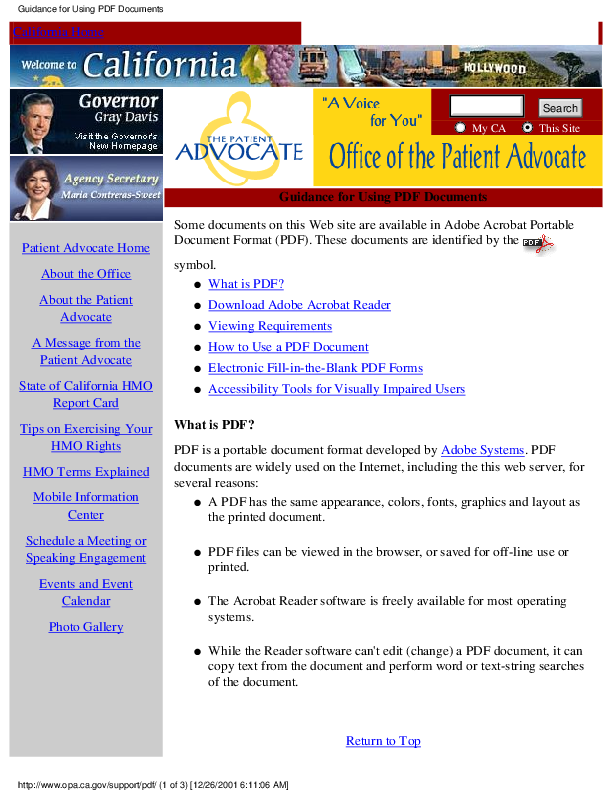 Guidance for Using PDF Documents
California Home
Welcome to California
HOLLYWOOD
Governor
Gray Davis
Visit the Governor's
New Homepage
Agency Secretary
Maria Contreras-Sweet
THE PATIENT
ADVOCATE
"A Voice
for You"
Search
My CA This Site
Office of the Patient Advocate
Guidance for Using PDF Documents
Patient Advocate Home
About the Office
About the Patient
Advocate
A Message from the
Patient Advocate
State of California HMO
Report Card
Tips on Exercising Your
HMO Rights
HMO Terms Explained
Mobile Information
Center
Schedule a Meeting or
Speaking Engagement
Events and Event
Calendar
Photo Gallery
Some documents on this Web site are available in Adobe Acrobat Portable
Document Format (PDF). These documents are identified by the PDF
symbol.
● What is PDF?
● Download Adobe Acrobat Reader
● Viewing Requirements
● How to Use a PDF Document
● Electronic Fill-in-the-Blank PDF Forms
● Accessibility Tools for Visually Impaired Users
What is PDF?
PDF is a portable document format developed by Adobe Systems. PDF
documents are widely used on the Internet, including the this web server, for
several reasons:
● A PDF has the same appearance, colors, fonts, graphics and layout as
the printed document.
● PDF files can be viewed in the browser, or saved for off-line use or
printed.
● The Acrobat Reader software is freely available for most operating
systems.
● While the Reader software can't edit (change) a PDF document, it can
copy text from the document and perform word or text-string searches
of the document.
Return to Top
http://www.opa.ca.gov/support/pdf/ (1 of 3) [12/26/2001 6:11:06 AM]